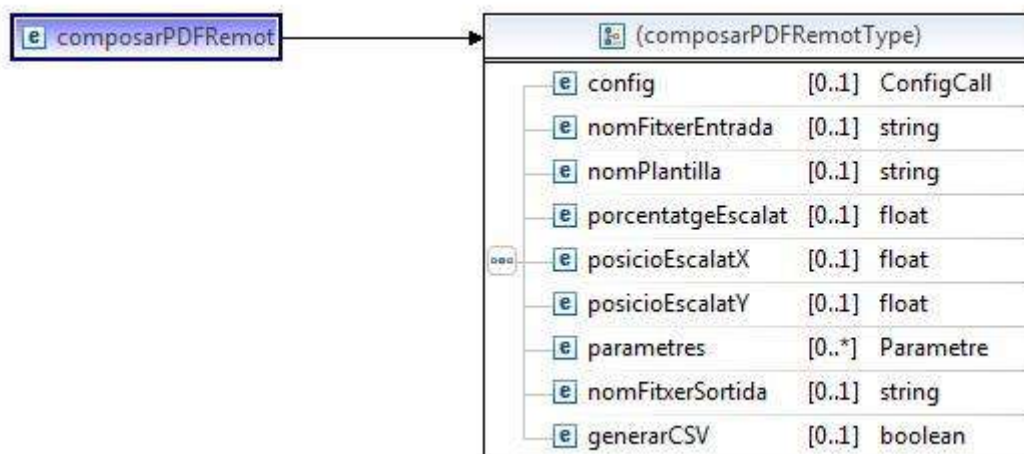 composarPDFRemot
(composarPDFRemotType)
config [0..1] ConfigCall
nomFitxerEntrada [0..1] string
nomPlantilla [0..1] string
porcentatgeEscalat [0..1] float
posicioEscalatX [0..1] float
posicioEscalatY [0..1] float
parametres [0..*] Parametre
nomFitxerSortida [0..1] string
generarCSV [0..1] boolean